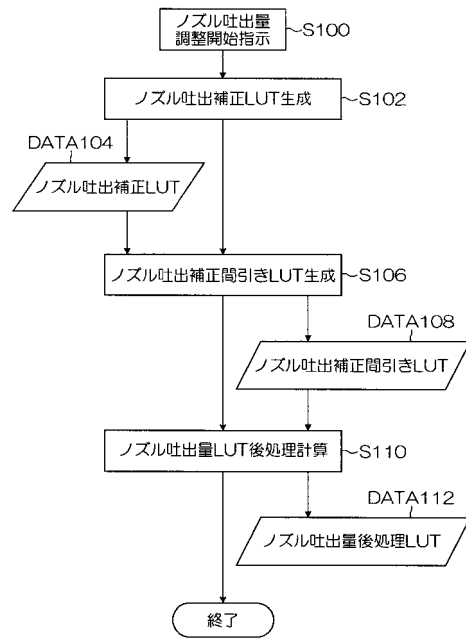 ノズル吐出量
調整開始指示
S100
ノズル吐出補正LUT生成
S102
DATA104
ノズル吐出補正LUT
ノズル吐出補正間引きLUT生成
S106
DATA108
ノズル吐出補正間引きLUT
ノズル吐出量LUT後処理計算
S110
DATA112
ノズル吐出量後処理LUT
終了